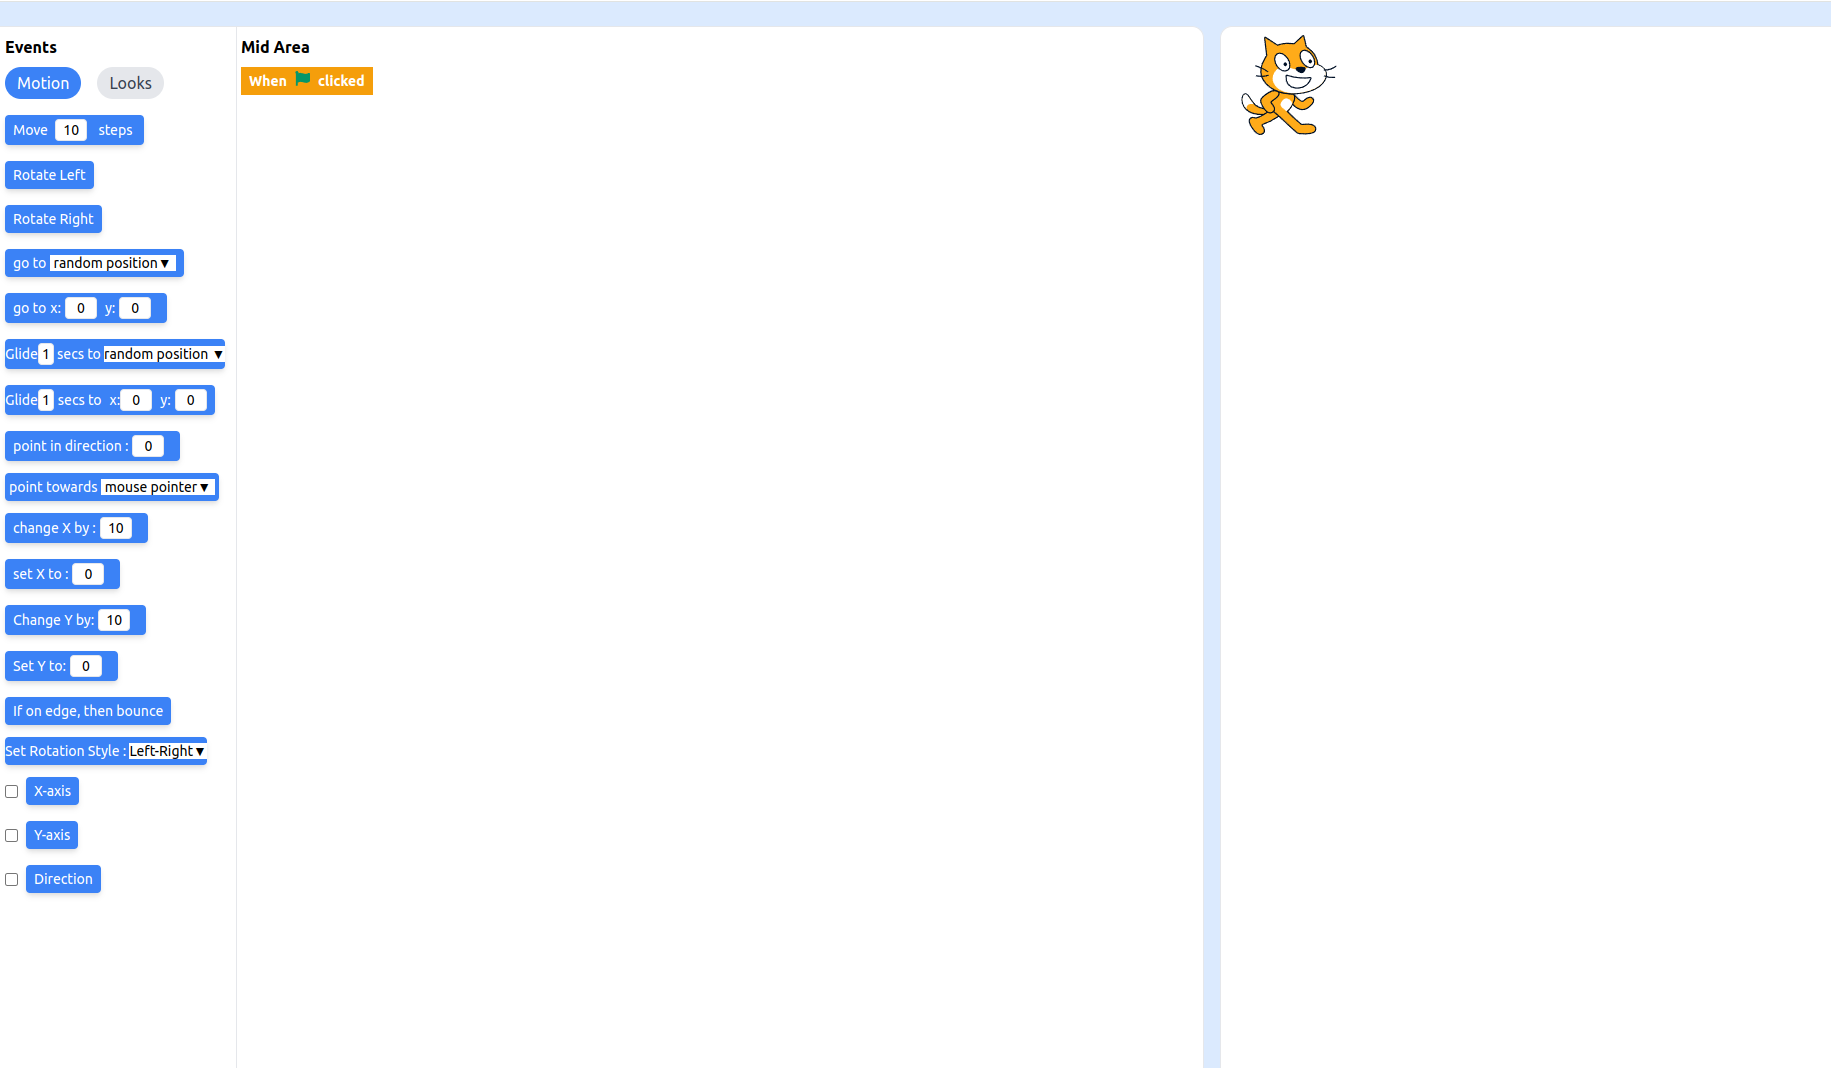 Events
Motion Looks
Move 10 steps
Rotate Left
Rotate Right
go to random position▼
go to x: 0 y: 0
Glide 1 secs to random position ▼
Glide 1 secs to x: 0 y: 0
point in direction : 0
point towards mouse pointer▼
change X by : 10
set X to : 0
Change Y by: 10
Set Y to: 0
If on edge, then bounce
Set Rotation Style : Left-Right▼
X-axis
Y-axis
Direction
Mid Area
When clicked